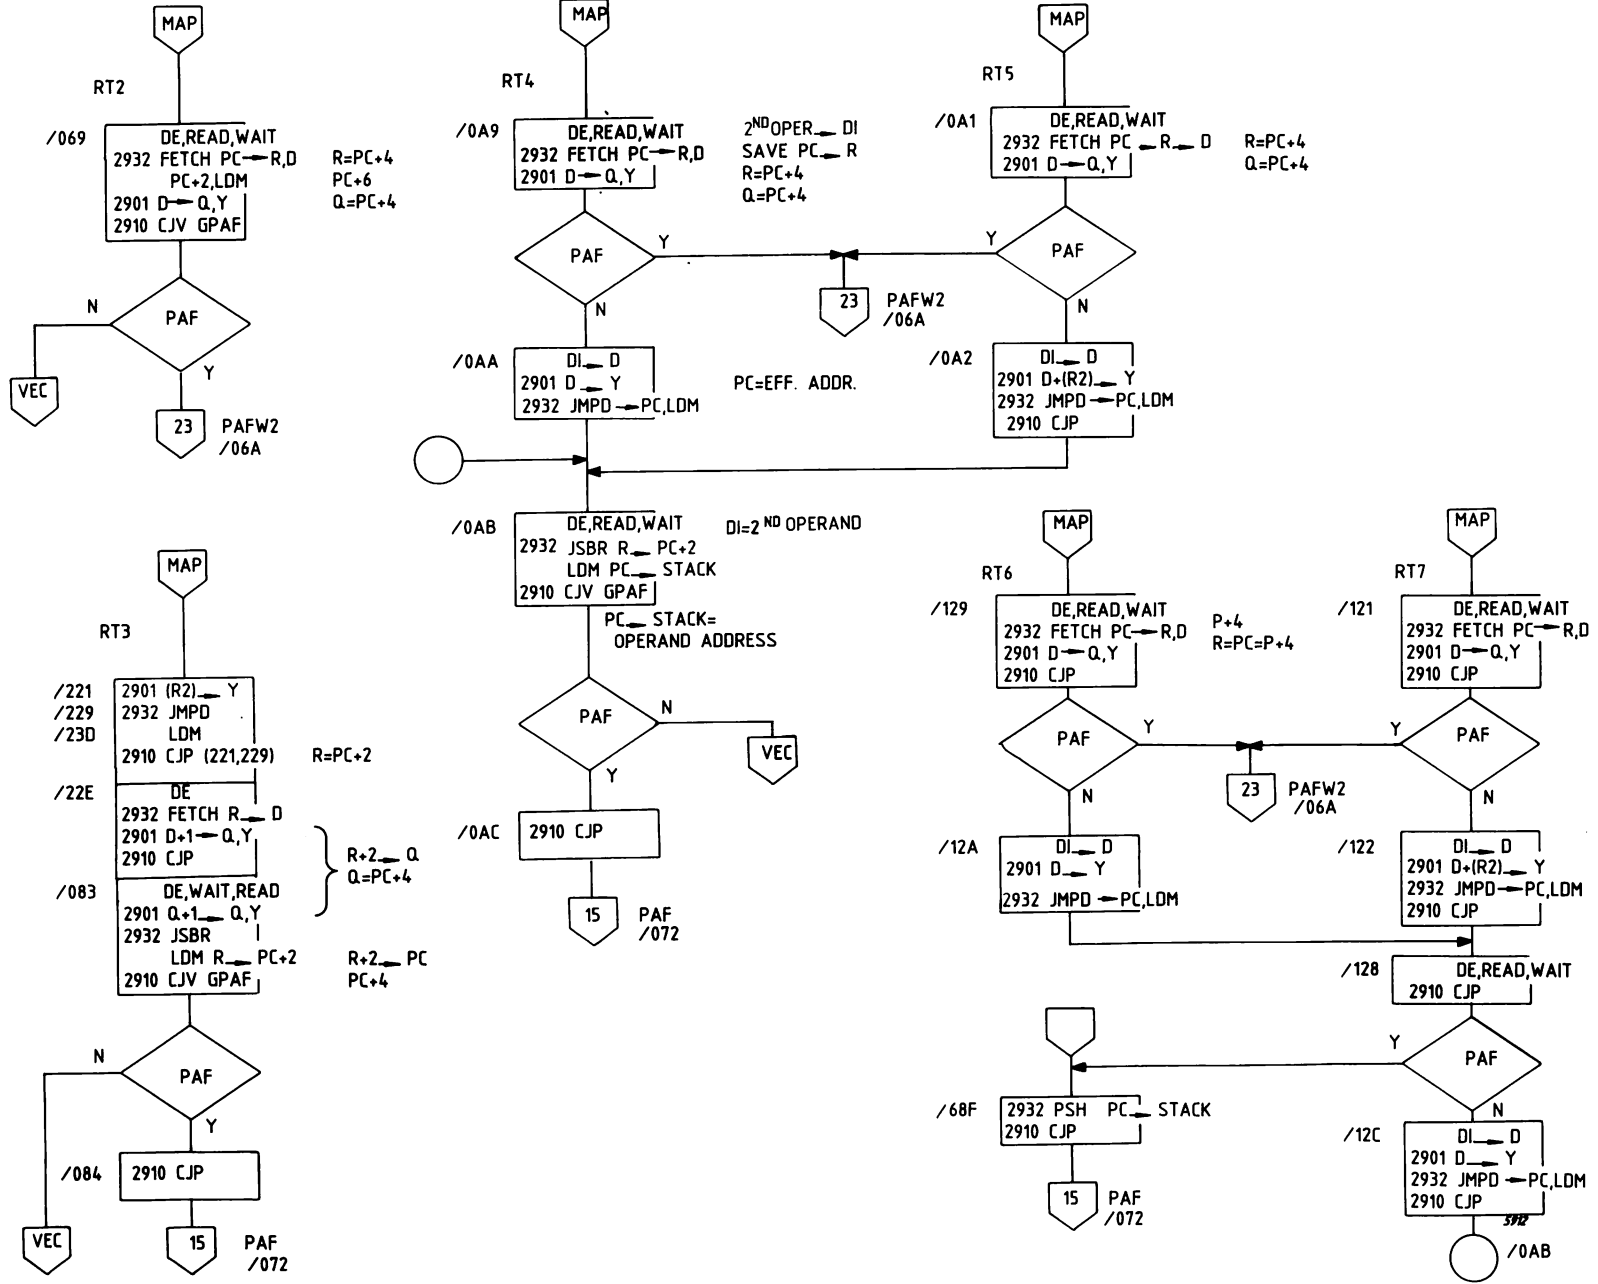 MAP
RT2
/069
DE,READ,WAIT
2932 FETCH PC→R,D
PC+2,LDM
2901 D→Q,Y
2910 CJV GPAF
R=PC+4
PC+6
Q=PC+4
PAF
N
Y
VEC
23
PAFW2
/06A
MAP
RT4
/0A9
DE,READ,WAIT
2932 FETCH PC→R,D
2901 D→Q,Y
2ND OPER→DI
SAVE PC→R
R=PC+4
Q=PC+4
PAF
Y
N
23
PAFW2
/06A
MAP
RT5
/0A1
DE,READ,WAIT
2932 FETCH PC→R→D
2901 D→Q,Y
R=PC+4
Q=PC+4
PAF
Y
N
/0AA
DI→D
2901 D→Y
2932 JMPD→PC,LDM
PC=EFF. ADDR.
/0A2
DI→D
2901 D+(R2)→Y
2932 JMPD→PC,LDM
2910 CJP
/0AB
DE,READ,WAIT
2932 JSBR R→PC+2
LDM PC→STACK
2910 CJV GPAF
DI=2ND OPERAND
PC→STACK=
OPERAND ADDRESS
PAF
N
Y
VEC
/0AC
2910 CJP
15
PAF
/072
MAP
RT3
/221
/229
/23D
2901 (R2)→Y
2932 JMPD
LDM
2910 CJP (221,229)
R=PC+2
/22E
DE
2932 FETCH R→D
2901 D+1→Q,Y
2910 CJP
R+2→Q
Q=PC+4
/083
DE,WAIT,READ
2901 Q+1→Q,Y
2932 JSBR
LDM R→PC+2
2910 CJV GPAF
R+2→PC
PC+4
PAF
N
Y
/084
2910 CJP
VEC
15
PAF
/072
MAP
RT6
/129
DE,READ,WAIT
2932 FETCH PC→R,D
2901 D→Q,Y
2910 CJP
P+4
R=PC=P+4
PAF
Y
N
23
PAFW2
/06A
MAP
RT7
/121
DE,READ,WAIT
2932 FETCH PC→R,D
2901 D→Q,Y
2910 CJP
PAF
Y
N
/12A
DI→D
2901 D→Y
2932 JMPD→PC,LDM
/122
DI→D
2901 D+(R2)→Y
2932 JMPD→PC,LDM
2910 CJP
/128
DE,READ,WAIT
2910 CJP
PAF
Y
N
/68F
2932 PSH PC→STACK
2910 CJP
15
PAF
/072
/12C
DI→D
2901 D→Y
2932 JMPD→PC,LDM
2910 CJP
5912
/0AB